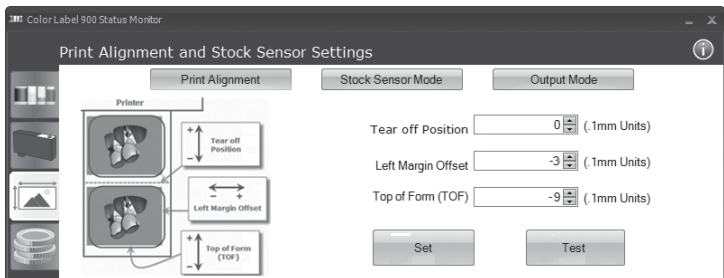 Color Label 900 Status Monitor
Print Alignment and Stock Sensor Settings
Print Alignment
Stock Sensor Mode
Output Mode
Printer
+
Tear off
Position
-
- +
Left Margin Offset
+
Top of Form
(TOF)
-
Tear off Position 0 (.1mm Units)
Left Margin Offset -3 (.1mm Units)
Top of Form (TOF) -9 (.1mm Units)
Set
Test